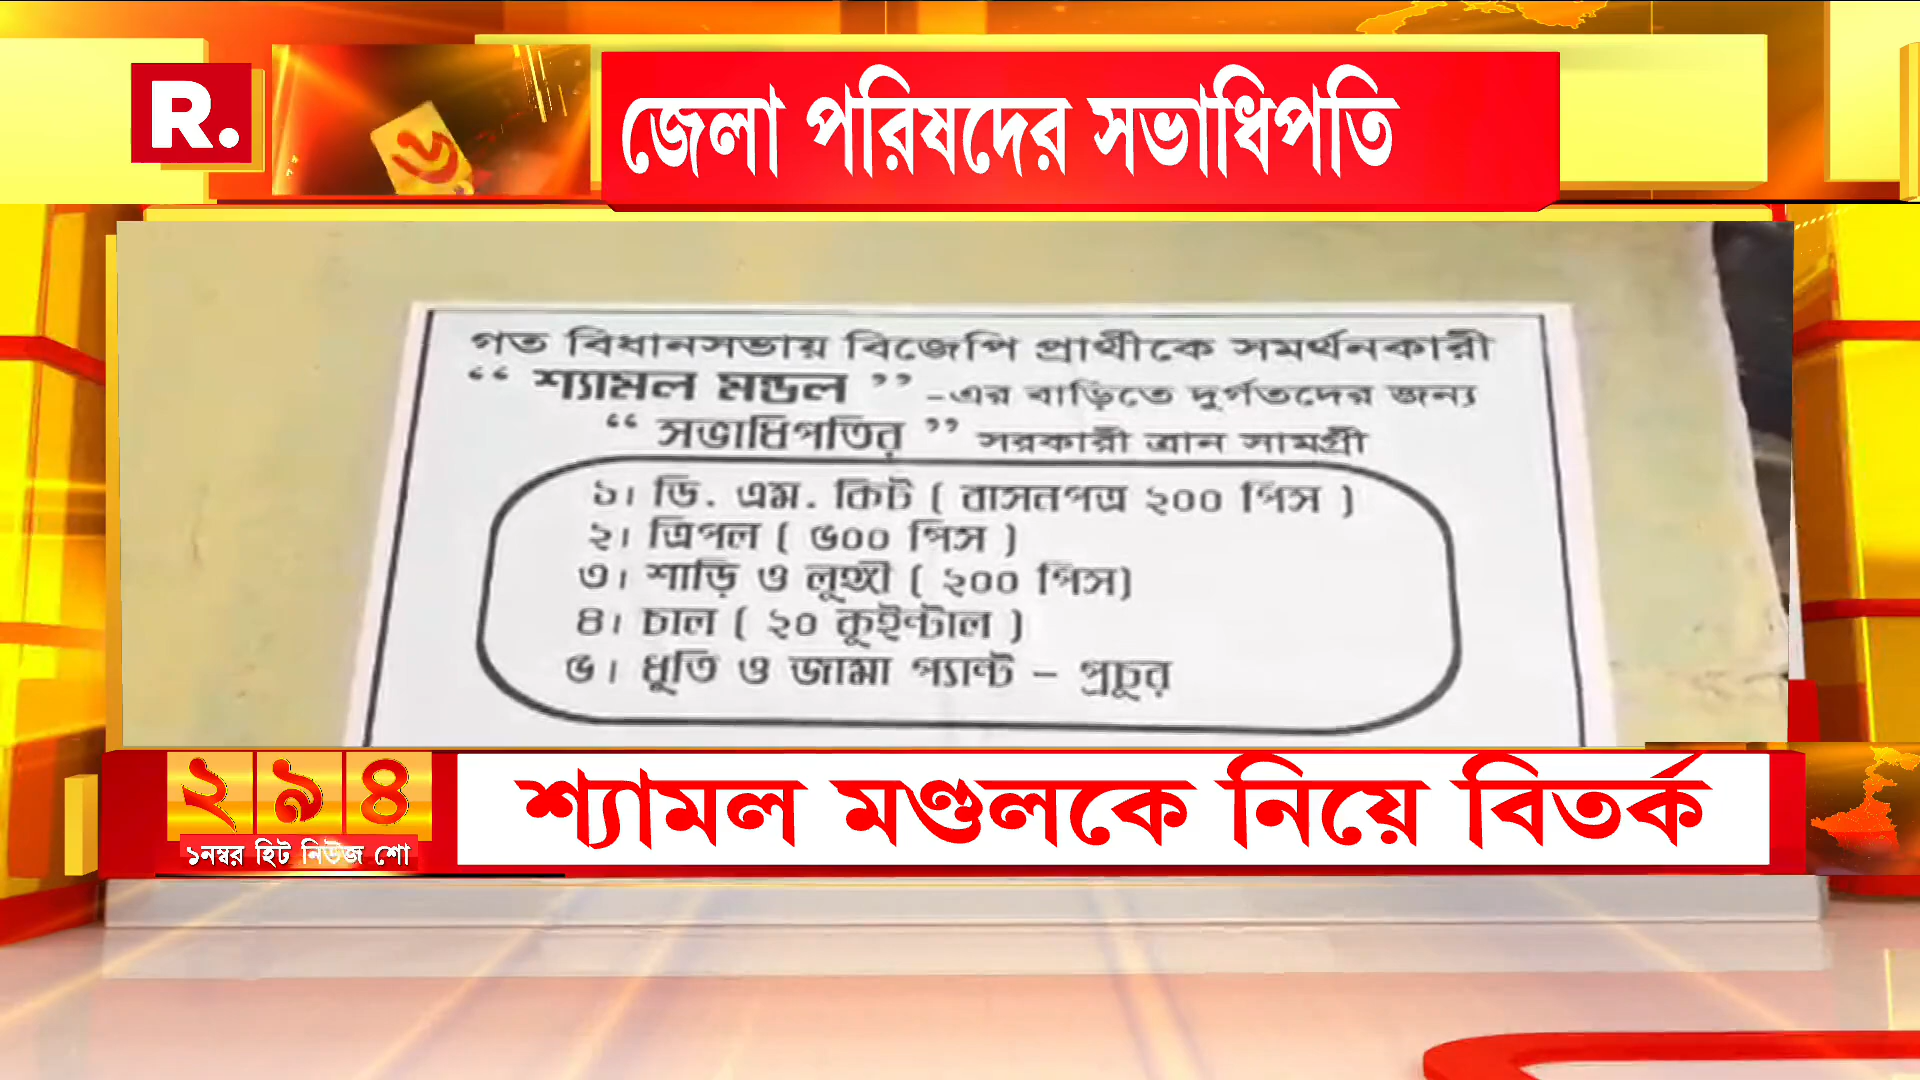 R.
৬
জেলা পরিষদের সভাধিপতি
গত বিধানসভায় বিজেপি প্রার্থীকে সমর্থনকারী
“ শ্যামল মন্ডল ” -এর বাড়িতে দুর্গতদের জন্য
“ সভাধিপতির ” সরকারী ত্রান সামগ্রী
১। ডি. এম. কিট ( বাসনপত্র ২০০ পিস )
২। ত্রিপল ( ৫০০ পিস )
৩। শাড়ি ও লুঙ্গী ( ২০০ পিস)
৪। চাল ( ২০ কুইন্টাল )
৫। ধুতি ও জামা প্যান্ট – প্রচুর
২৯৪
১নম্বর হিট নিউজ শো
শ্যামল মণ্ডলকে নিয়ে বিতর্ক